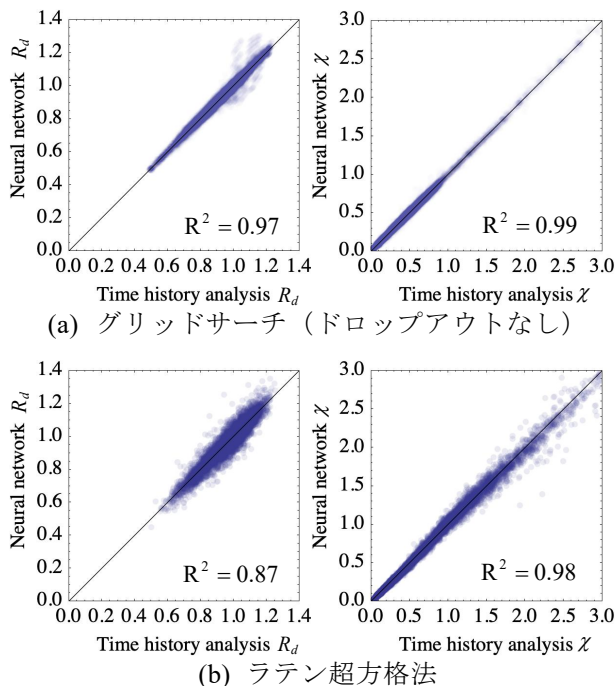 1.4
1.2
1.0
0.8
0.6
0.4
0.2
0.0
Neural network R_d
R² = 0.97
0.0 0.2 0.4 0.6 0.8 1.0 1.2 1.4
Time history analysis R_d
3.0
2.5
2.0
1.5
1.0
0.5
0.0
Neural network χ
R² = 0.99
0.0 0.5 1.0 1.5 2.0 2.5 3.0
Time history analysis χ
(a) グリッドサーチ（ドロップアウトなし）
1.4
1.2
1.0
0.8
0.6
0.4
0.2
0.0
Neural network R_d
R² = 0.87
0.0 0.2 0.4 0.6 0.8 1.0 1.2 1.4
Time history analysis R_d
3.0
2.5
2.0
1.5
1.0
0.5
0.0
Neural network χ
R² = 0.98
0.0 0.5 1.0 1.5 2.0 2.5 3.0
Time history analysis χ
(b) ラテン超方格法